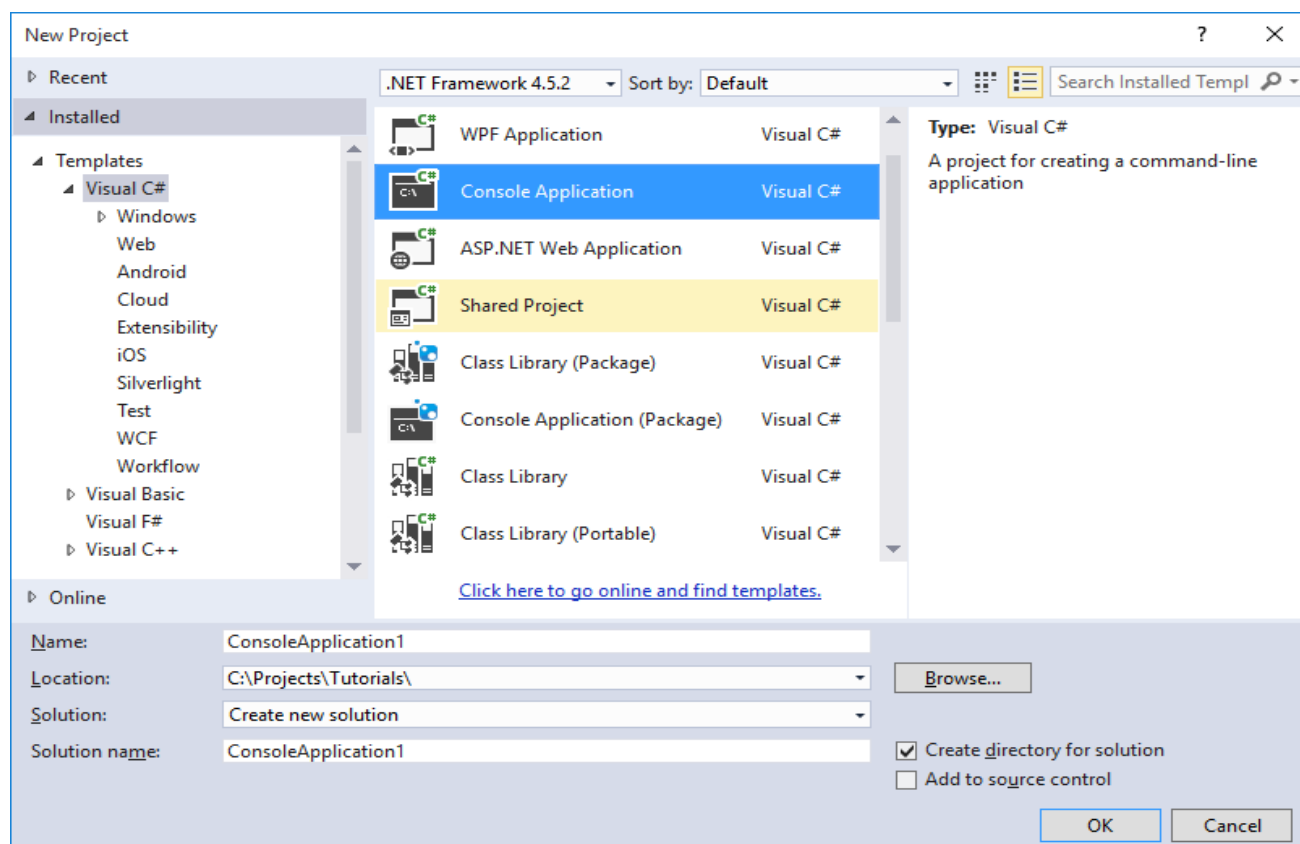 New Project ?
Recent
.NET Framework 4.5.2 Sort by: Default Search Installed Templ
Installed
Templates
Visual C#
Windows
Web
Android
Cloud
Extensibility
iOS
Silverlight
Test
WCF
Workflow
Visual Basic
Visual F#
Visual C++
Online
C# WPF Application Visual C#
C# C:\ Console Application Visual C#
C# ASP.NET Web Application Visual C#
C# Shared Project Visual C#
Class Library (Package) Visual C#
C:\ Console Application (Package) Visual C#
C# Class Library Visual C#
C# Class Library (Portable) Visual C#
Click here to go online and find templates.
Type: Visual C#
A project for creating a command-line
application
Name: ConsoleApplication1
Location: C:\Projects\Tutorials\ Browse...
Solution: Create new solution
Solution name: ConsoleApplication1
Create directory for solution
Add to source control
OK Cancel